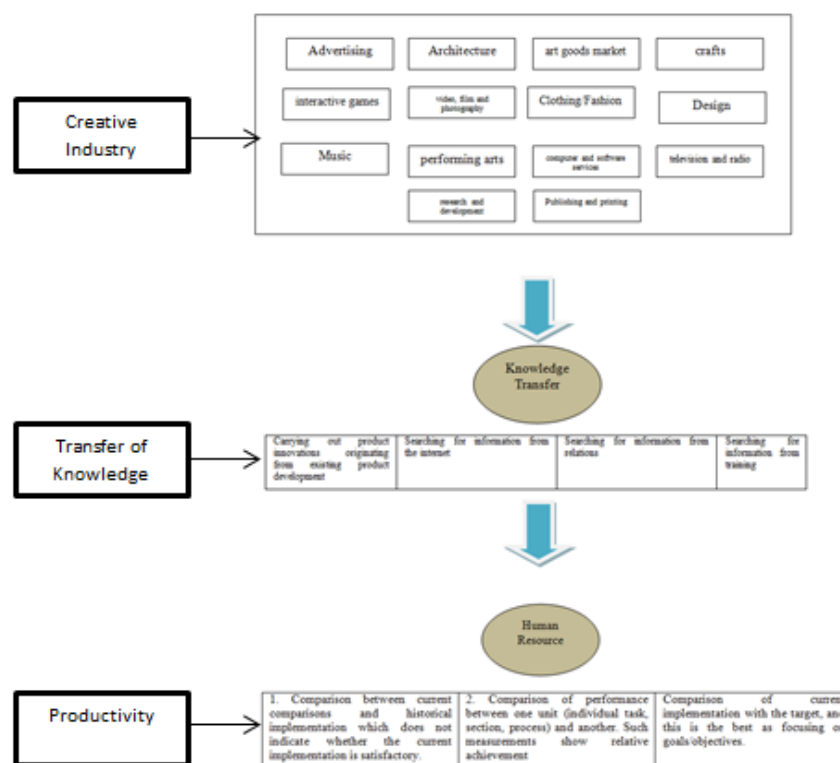 Advertising
Architecture
art goods market
crafts
interactive games
video, film and
photography
Clothing/Fashion
Design
Creative
Industry
Music
performing arts
computer and software
services
television and radio
research and
development
Publishing and printing
Knowledge
Transfer
Transfer of
Knowledge
Carrying out product
innovations originating
from existing product
development
Searching for information from
the internet
Searching for information from
relations
Searching for
information from
training
Human
Resource
Productivity
1. Comparison between current
comparisons and historical
implementation which does not
indicate whether the current
implementation is satisfactory.
2. Comparison of performance
between one unit (individual task,
section, process) and another. Such
measurements show relative
achievement
Comparison of curren
implementation with the target, and
this is the best as focusing on
goals/objectives.